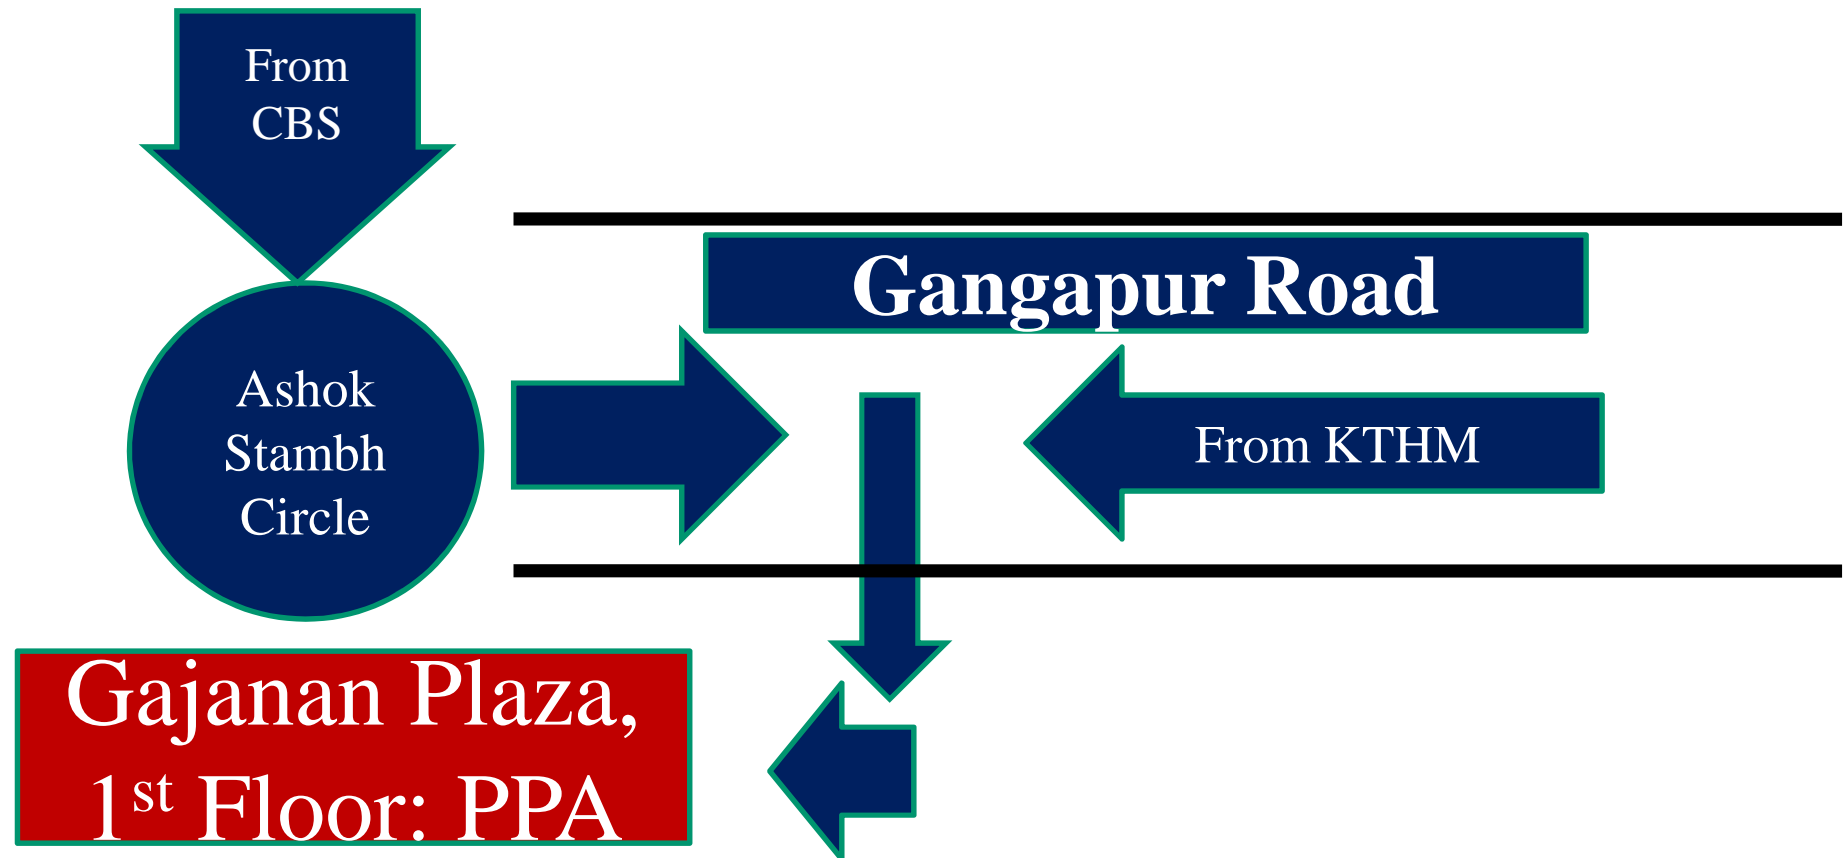 From
CBS
Gangapur Road
Ashok
Stambh
Circle
From KTHM
Gajanan Plaza,
1st Floor: PPA